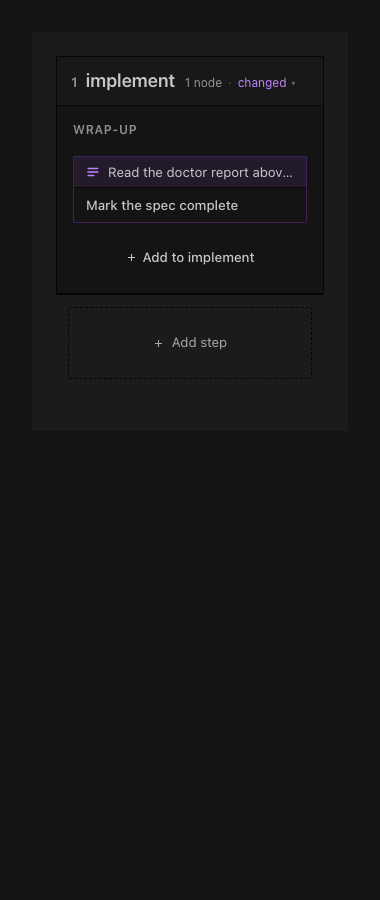 1 implement 1 node · changed ▾
WRAP-UP
Read the doctor report abov...
Mark the spec complete
+ Add to implement
+ Add step